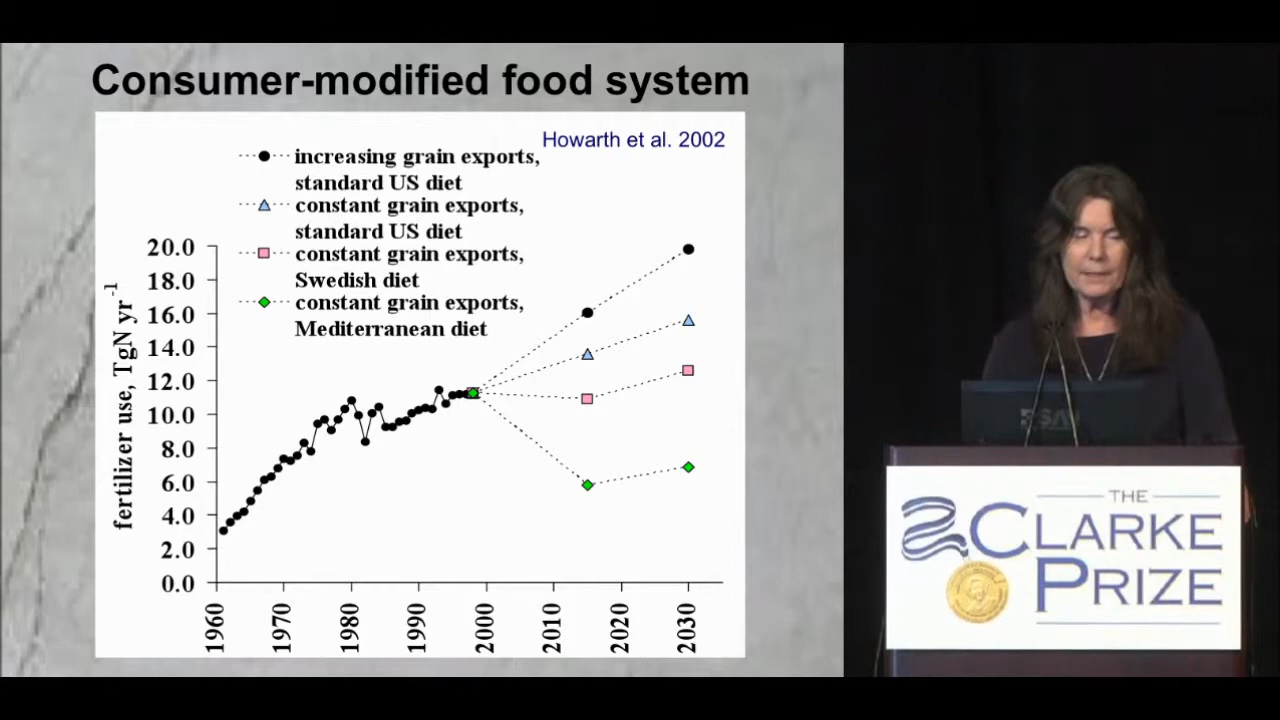 Consumer-modified food system
Howarth et al. 2002
increasing grain exports,
standard US diet
constant grain exports,
standard US diet
constant grain exports,
Swedish diet
constant grain exports,
Mediterranean diet
fertilizer use, TgN yr⁻¹
20.0
18.0
16.0
14.0
12.0
10.0
8.0
6.0
4.0
2.0
0.0
1960
1970
1980
1990
2000
2010
2020
2030
THE
CLARKE
PRIZE